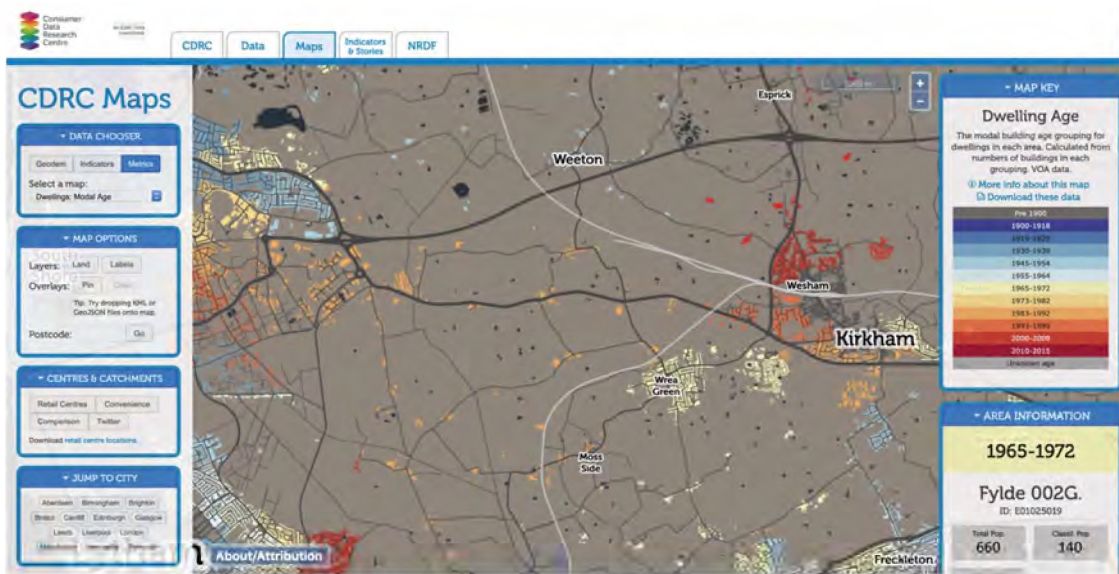 Consumer
Data
Research
Centre
CDRC
Data
Maps
Indicators
& Stories
NRDF
CDRC Maps
DATA CHOOSER
Geodem
Indicators
Metrics
Select a map:
Dwellings: Modal Age
MAP OPTIONS
South
Shore
Layers:
Land
Labels
Overlays:
Pin
Clear
Tip: Try dropping KML or
GeoJSON files onto map.
Postcode:
Go
CENTRES & CATCHMENTS
Retail Centres
Convenience
Comparison
Twitter
Download retail centre locations.
JUMP TO CITY
Aberdeen
Birmingham
Brighton
Bristol
Cardiff
Edinburgh
Glasgow
Leeds
Liverpool
London
Esprick
Weeton
Wesham
Kirkham
Wrea
Green
Moss
Side
Freckleton
About/Attribution
+
−
MAP KEY
Dwelling Age
The modal building age grouping for
dwellings in each area. Calculated from
numbers of buildings in each
grouping. VOA data.
More info about this map
Download these data
Pre 1900
1900-1918
1919-1929
1930-1939
1945-1954
1955-1964
1965-1972
1973-1982
1983-1992
1993-1999
2000-2009
2010-2015
Unknown age
AREA INFORMATION
1965-1972
Fylde 002G.
ID: E01025019
Total Pop.
660
Classif. Pop
140